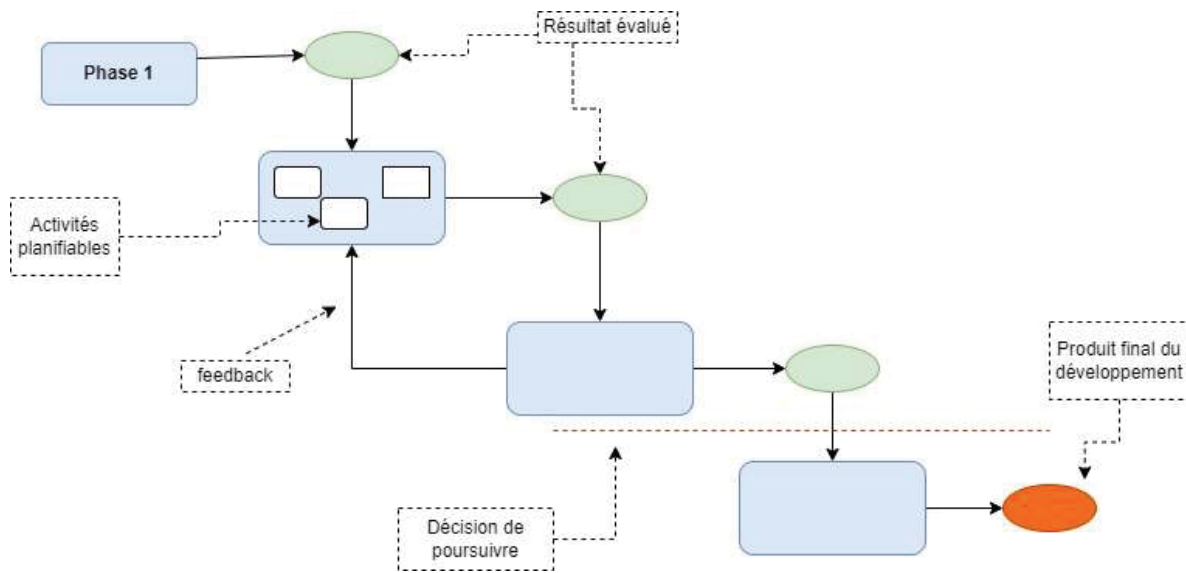 Résultat évalué
Phase 1
Activités
planifiables
feedback
Produit final du
développement
Décision de
poursuivre